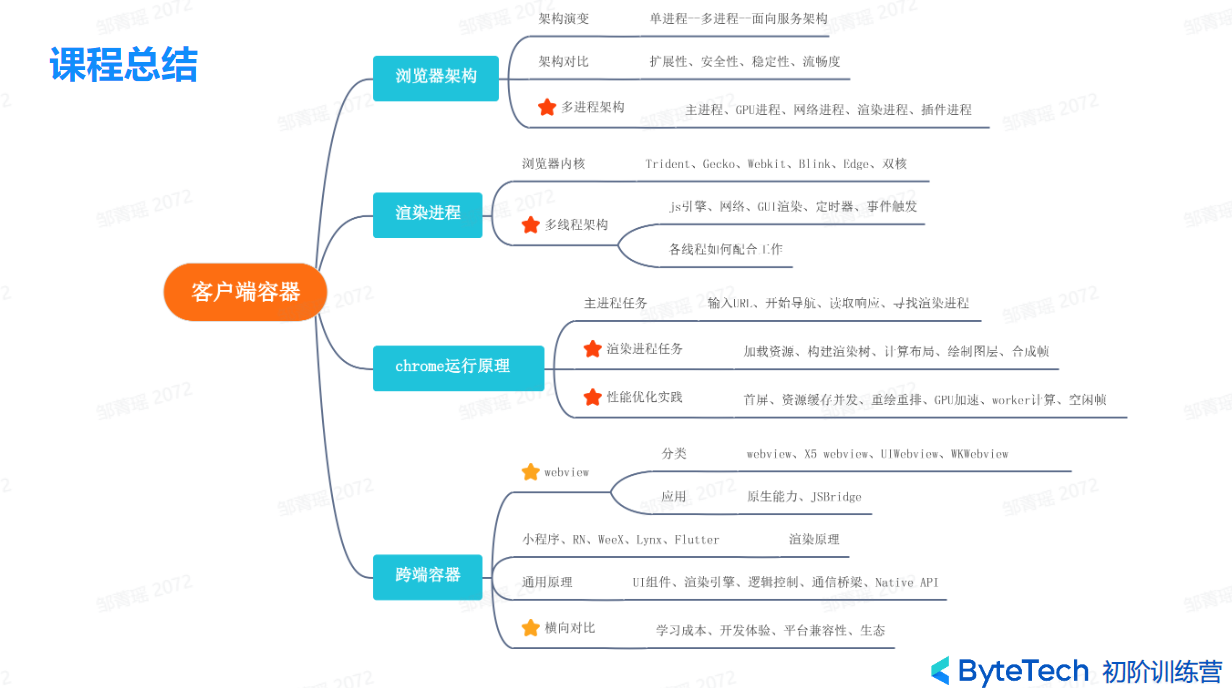 课程总结
客户端容器
浏览器架构
架构演变 单进程--多进程--面向服务架构
架构对比 扩展性、安全性、稳定性、流畅度
多进程架构 主进程、GPU进程、网络进程、渲染进程、插件进程
渲染进程
浏览器内核 Trident、Gecko、Webkit、Blink、Edge、双核
多线程架构
js引擎、网络、GUI渲染、定时器、事件触发
各线程如何配合工作
chrome运行原理
主进程任务 输入URL、开始导航、读取响应、寻找渲染进程
渲染进程任务 加载资源、构建渲染树、计算布局、绘制图层、合成帧
性能优化实践 首屏、资源缓存并发、重绘重排、GPU加速、worker计算、空闲帧
跨端容器
webview
分类 webview、X5 webview、UIWebview、WKWebview
应用 原生能力、JSBridge
小程序、RN、WeeX、Lynx、Flutter 渲染原理
通用原理 UI组件、渲染引擎、逻辑控制、通信桥梁、Native API
横向对比 学习成本、开发体验、平台兼容性、生态
ByteTech 初阶训练营
邹菁瑶 2072